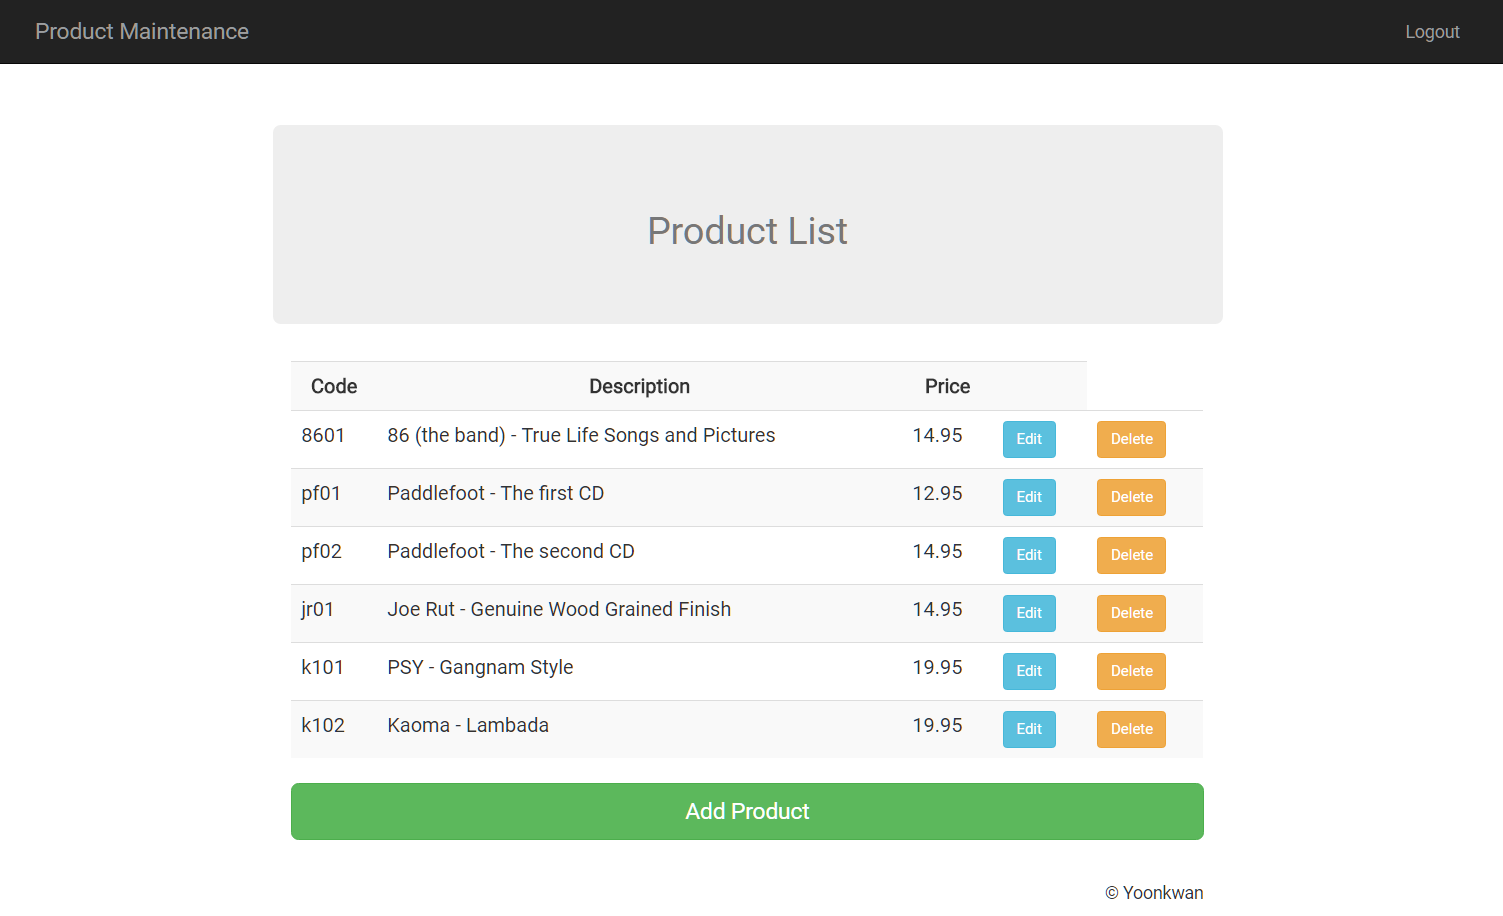 Product Maintenance Logout
Product List
Code Description Price
8601 86 (the band) - True Life Songs and Pictures 14.95 Edit Delete
pf01 Paddlefoot - The first CD 12.95 Edit Delete
pf02 Paddlefoot - The second CD 14.95 Edit Delete
jr01 Joe Rut - Genuine Wood Grained Finish 14.95 Edit Delete
k101 PSY - Gangnam Style 19.95 Edit Delete
k102 Kaoma - Lambada 19.95 Edit Delete
Add Product
© Yoonkwan